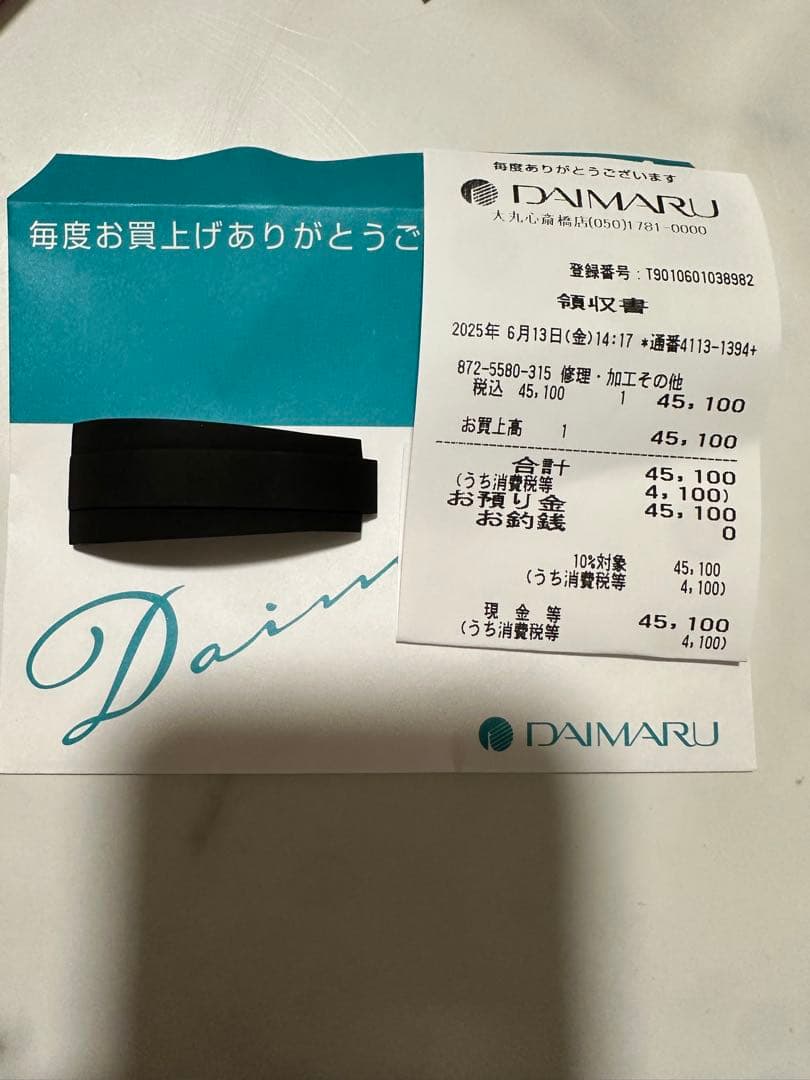 毎度お買上げありがとうご
毎度ありがとうございます
DAIMARU
大丸心斎橋店(050)1781-0000
登録番号:T9010601038982
領収書
2025年 6月13日(金)14:17 *通番4113-1394+
872-5580-315 修理・加工その他
税込 45,100 1 45,100
お買上高 1 45,100
合計 45,100
(うち消費税等 4,100)
お預り金 45,100
お釣銭 0
10%対象 45,100
(うち消費税等 4,100)
現 金 等 45,100
(うち消費税等 4,100)
Daim
DAIMARU